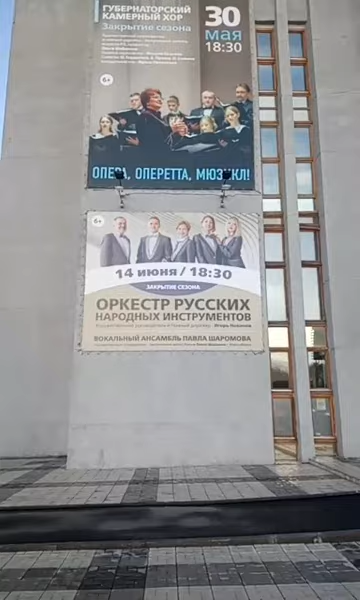 ГУБЕРНАТОРСКИЙ
КАМЕРНЫЙ ХОР
Закрытие сезона
30
мая
18:30
6+
ОПЕРА, ОПЕРЕТТА, МЮЗИКЛ!
6+
14 июня / 18:30
ЗАКРЫТИЕ СЕЗОНА
ОРКЕСТР РУССКИХ
НАРОДНЫХ ИНСТРУМЕНТОВ
ВОКАЛЬНЫЙ АНСАМБЛЬ ПАВЛА ШАРОМОВА